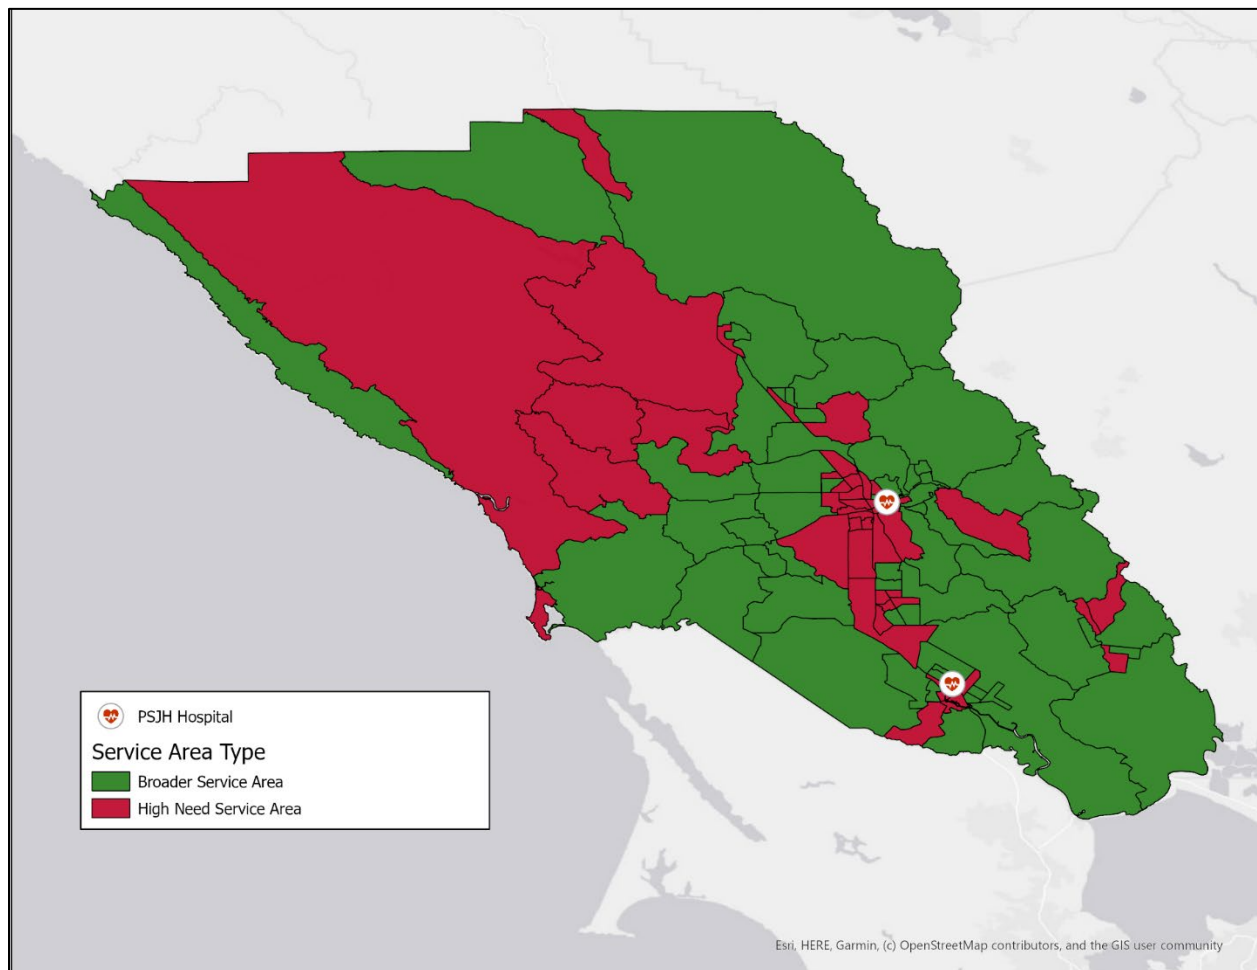 PSJH Hospital
Service Area Type
Broader Service Area
High Need Service Area
Esri, HERE, Garmin, (c) OpenStreetMap contributors, and the GIS user community